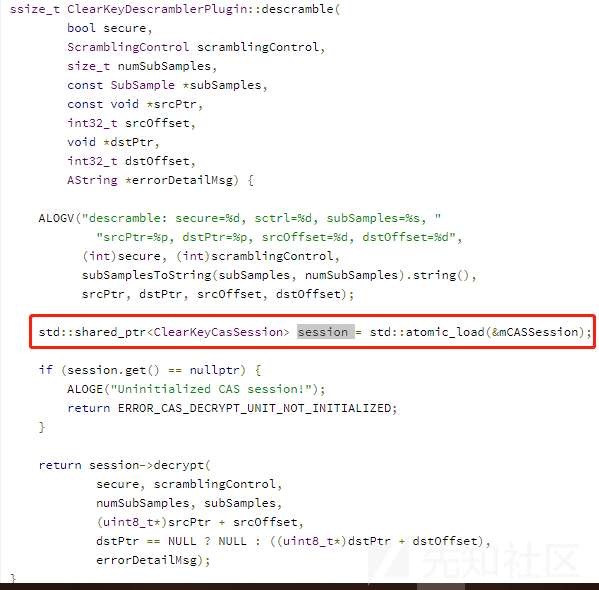 ssize_t ClearKeyDescramblerPlugin::descramble(
        bool secure,
        ScramblingControl scramblingControl,
        size_t numSubSamples,
        const SubSample *subSamples,
        const void *srcPtr,
        int32_t srcOffset,
        void *dstPtr,
        int32_t dstOffset,
        AString *errorDetailMsg) {
    ALOGV("descramble: secure=%d, sctrl=%d, subSamples=%s, "
            "srcPtr=%p, dstPtr=%p, srcOffset=%d, dstOffset=%d",
          (int)secure, (int)scramblingControl,
          subSamplesToString(subSamples, numSubSamples).string(),
          srcPtr, dstPtr, srcOffset, dstOffset);
    std::shared_ptr<ClearKeyCasSession> session = std::atomic_load(&mCASSession);
    if (session.get() == nullptr) {
        ALOGE("Uninitialized CAS session!");
        return ERROR_CAS_DECRYPT_UNIT_NOT_INITIALIZED;
    }
    return session->decrypt(
            secure, scramblingControl,
            numSubSamples, subSamples,
            (uint8_t*)srcPtr + srcOffset,
            dstPtr == NULL ? NULL : ((uint8_t*)dstPtr + dstOffset),
            errorDetailMsg);
}
先知社区